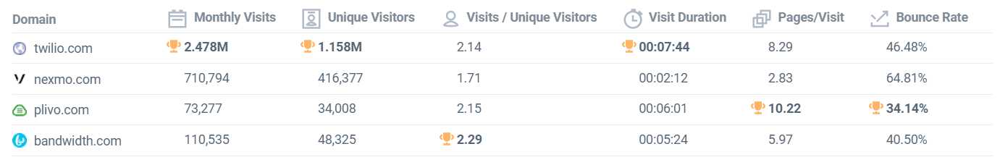 Domain Monthly Visits Unique Visitors Visits / Unique Visitors Visit Duration Pages/Visit Bounce Rate
twilio.com 2.478M 1.158M 2.14 00:07:44 8.29 46.48%
nexmo.com 710,794 416,377 1.71 00:02:12 2.83 64.81%
plivo.com 73,277 34,008 2.15 00:06:01 10.22 34.14%
bandwidth.com 110,535 48,325 2.29 00:05:24 5.97 40.50%